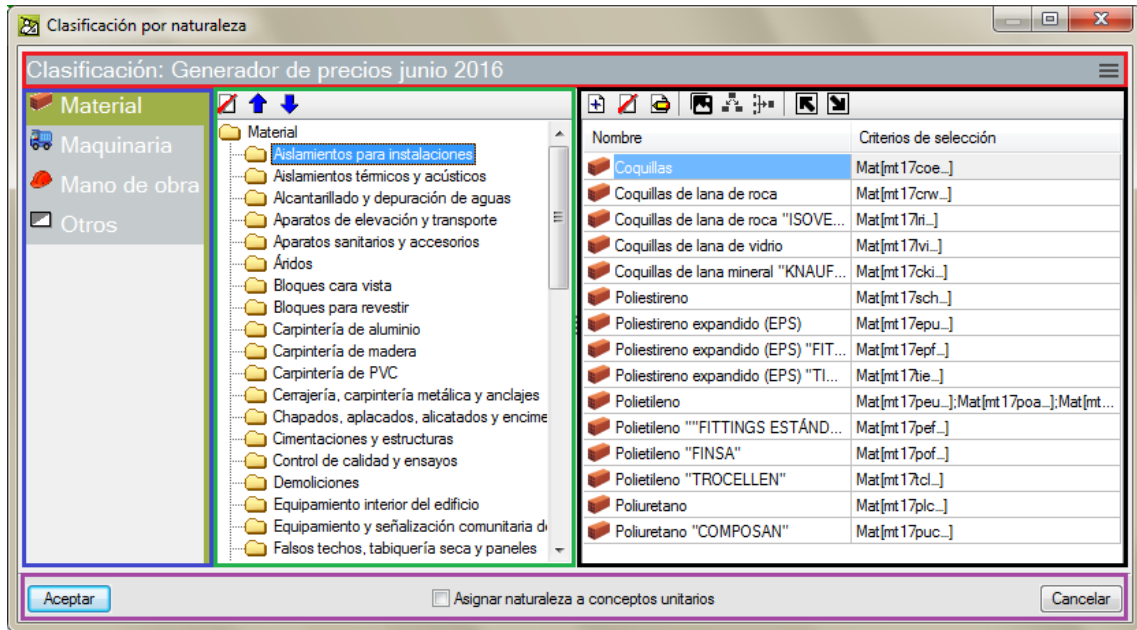 Clasificación por naturaleza
Clasificación: Generador de precios junio 2016
Material
Maquinaria
Mano de obra
Otros
Material
Aislamientos para instalaciones
Aislamientos térmicos y acústicos
Alcantarillado y depuración de aguas
Aparatos de elevación y transporte
Aparatos sanitarios y accesorios
Áridos
Bloques cara vista
Bloques para revestir
Carpintería de aluminio
Carpintería de madera
Carpintería de PVC
Cerrajería, carpintería metálica y anclajes
Chapados, aplacados, alicatados y encime
Cimentaciones y estructuras
Control de calidad y ensayos
Demoliciones
Equipamiento interior del edificio
Equipamiento y señalización comunitaria d
Falsos techos, tabiquería seca y paneles
Nombre Criterios de selección
Coquillas Mat[mt17coe...]
Coquillas de lana de roca Mat[mt17crw...]
Coquillas de lana de roca "ISOVE... Mat[mt17lri...]
Coquillas de lana de vidrio Mat[mt17lvi...]
Coquillas de lana mineral "KNAUF... Mat[mt17cki...]
Poliestireno Mat[mt17sch...]
Poliestireno expandido (EPS) Mat[mt17epu...]
Poliestireno expandido (EPS) "FIT... Mat[mt17epf...]
Poliestireno expandido (EPS) "TI... Mat[mt17tie...]
Polietileno Mat[mt17peu...];Mat[mt17poa...];Mat[mt...
Polietileno ""FITTINGS ESTÁND... Mat[mt17pef...]
Polietileno "FINSA" Mat[mt17pof...]
Polietileno "TROCELLEN" Mat[mt17tcl...]
Poliuretano Mat[mt17plc...]
Poliuretano "COMPOSAN" Mat[mt17puc...]
Aceptar Asignar naturaleza a conceptos unitarios Cancelar